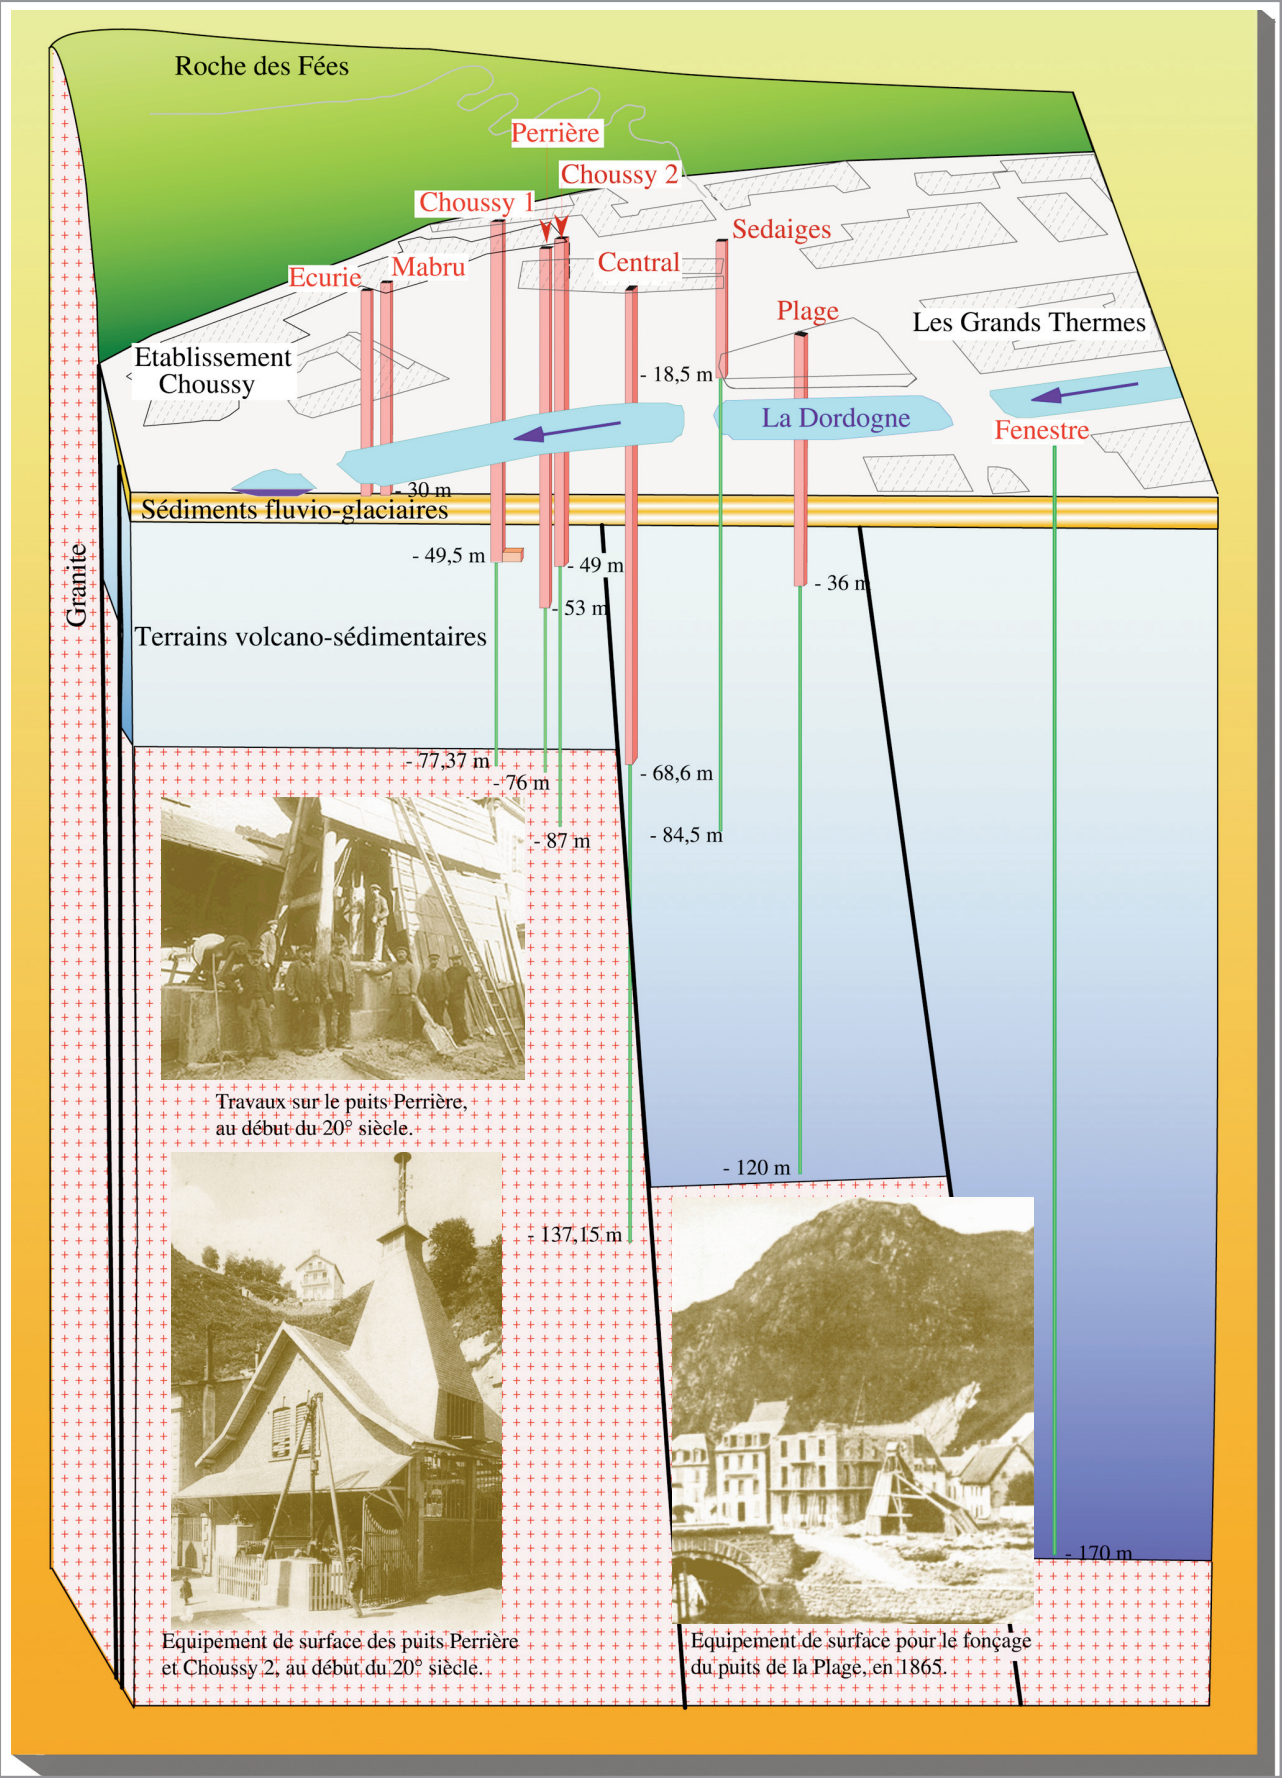 Roche des Fées
Perrière
Choussy 2
Choussy 1
Sedaiges
Central
Mabru
Ecurie
Plage
Les Grands Thermes
Etablissement
Choussy
- 18,5 m
La Dordogne
Fenestre
- 30 m
Sédiments fluvio-glaciaires
- 49,5 m
- 49 m
- 36 m
- 53 m
Granite
Terrains volcano-sédimentaires
- 77,37 m
- 68,6 m
- 76 m
- 84,5 m
- 87 m
Travaux sur le puits Perrière,
au début du 20° siècle.
- 120 m
- 137,15 m
- 170 m
Equipement de surface des puits Perrière
et Choussy 2, au début du 20° siècle.
Equipement de surface pour le fonçage
du puits de la Plage, en 1865.